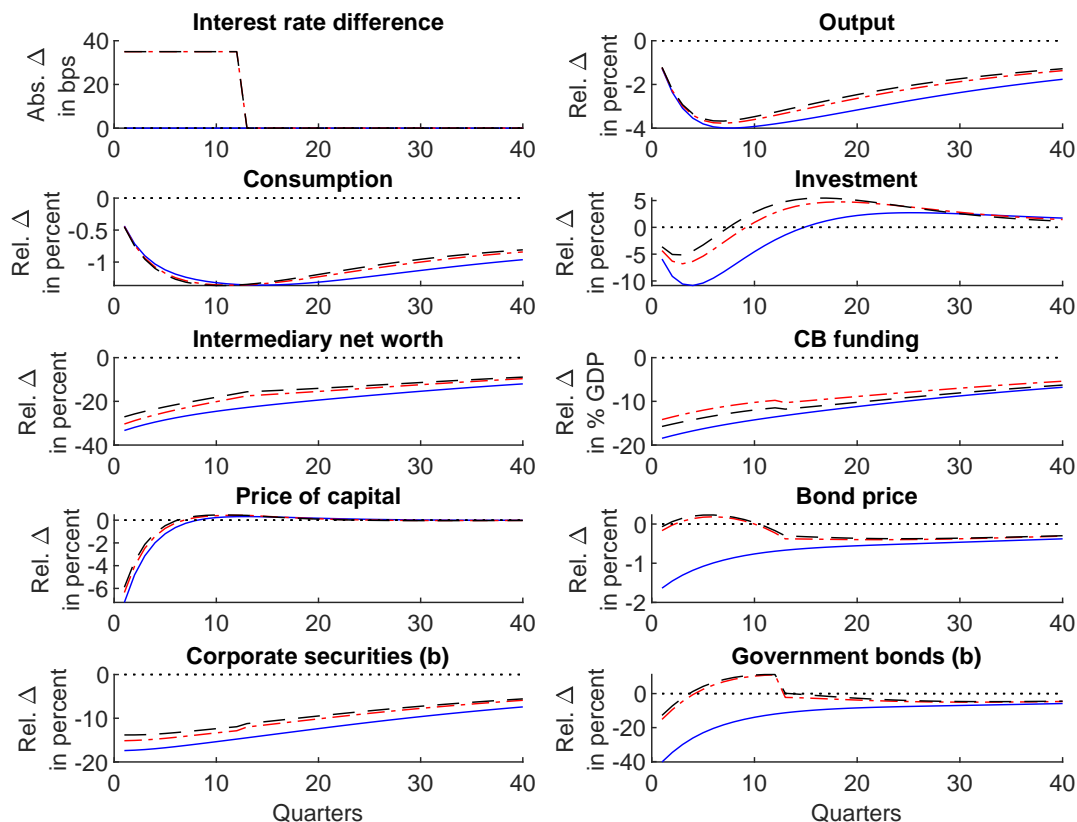 Interest rate difference
Abs. Δ
in bps
40
20
0
0
10
20
30
40
Output
Rel. Δ
in percent
0
-2
-4
0
10
20
30
40
Consumption
Rel. Δ
in percent
0
-0.5
-1
0
10
20
30
40
Investment
Rel. Δ
in percent
5
0
-5
-10
0
10
20
30
40
Intermediary net worth
Rel. Δ
in percent
0
-20
-40
0
10
20
30
40
CB funding
Rel. Δ
in % GDP
0
-10
-20
0
10
20
30
40
Price of capital
Rel. Δ
in percent
0
-2
-4
-6
0
10
20
30
40
Bond price
Rel. Δ
in percent
0
-1
-2
0
10
20
30
40
Corporate securities (b)
Rel. Δ
in percent
0
-10
-20
0
10
20
30
40
Quarters
Government bonds (b)
Rel. Δ
in percent
0
-20
-40
0
10
20
30
40
Quarters